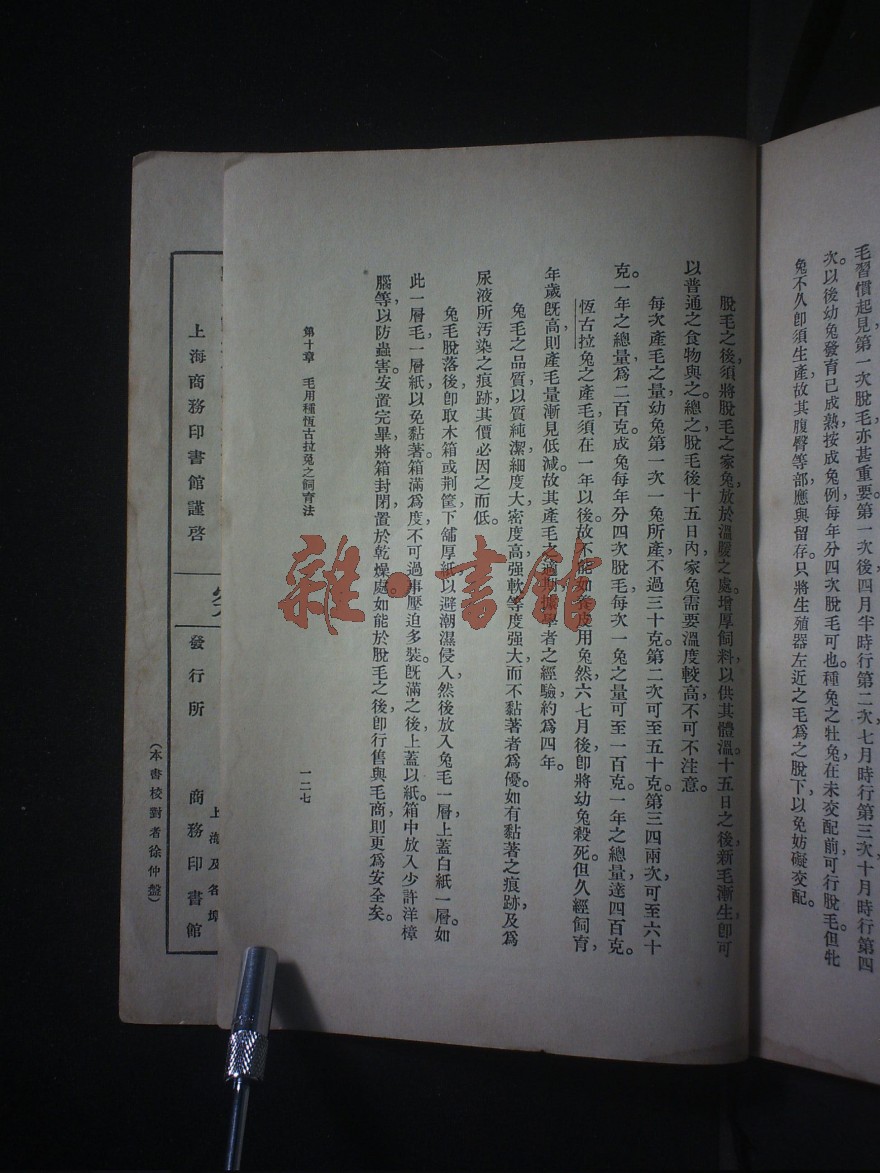 毛習慣起見，第一次脫毛亦甚重要。第一次後四月半時行第二次，七月時行第三次，十月時行第四
次。以後幼兔發育已成熟，按成兔例，每年分四次脫毛可也。種兔之牡兔，在未交配前可行脫毛，但牝
兔不久卽須生產，故其腹臀等部應與留存。只將生殖器左近之毛爲之脫下，以免妨礙交配。
脫毛之後，須將脫毛之家兔放於溫暖之處，增厚飼料，以供其體溫。十五日之後，新毛漸生，卽可
以普通之食物與之。總之脫毛後十五日內，家兔需要溫度較高，不可不注意。
每次產毛之量，幼兔第一次一兔所產，不過三十克。第二次可至五十克。第三四兩次，可至六十
克。一年之總量爲二百克。成兔每年分四次脫毛，每次一兔之量可至一百克。一年之總量達四百克。
恆古拉兔之產毛，須在一年以後。故不能如養皮用兔，然六七月後，卽將幼兔殺死。但久經飼育，
年歲旣高，則產毛量漸見低減。故其產毛之 者之經驗，約爲四年。
兔毛之品質，以質純潔，細度大，密度高，强軟等度强大而不黏著者爲優。如有黏著之痕跡，及爲
尿液所汚染之痕跡，其價必因之而低。
兔毛脫落後，卽取木箱或荆筐，下舖厚紙，以避潮濕侵入，然後放入兔毛一層，上蓋白紙一層。如
此一層毛，一層紙，以免黏著。箱滿爲度，不可過事壓迫多裝。旣滿之後，上蓋以紙。箱中放入少許洋樟
腦等，以防蟲害。安置完畢，將箱封閉，置於乾燥處。如能於脫毛之後，卽行售與毛商，則更爲安全矣。
第十章　毛用種恆古拉兔之飼育法
一二七
上海商務印書館謹啓
發行所
上海及各埠
商務印書館
（本書校對者徐仲盤）
雜·書館